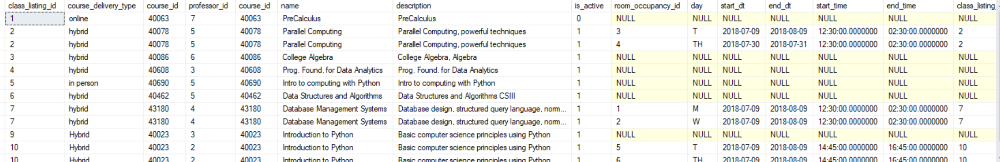 class_listing_id course_delivery_type course_id professor_id course_id name description is_active room_occupancy_id day start_dt end_dt start_time end_time class_listing_
1 online 40063 7 40063 PreCalculus PreCalculus 0 NULL NULL NULL NULL NULL NULL NULL
2 hybrid 40078 5 40078 Parallel Computing Parallel Computing, powerful techniques 1 3 T 2018-07-09 2018-08-09 12:30:00.0000000 02:30:00.0000000 2
2 hybrid 40078 5 40078 Parallel Computing Parallel Computing, powerful techniques 1 4 TH 2018-07-30 2018-07-31 12:30:00.0000000 02:30:00.0000000 2
3 hybrid 40086 6 40086 College Algebra College Algebra, Algebra 1 NULL NULL NULL NULL NULL NULL NULL
4 hybrid 40608 3 40608 Prog. Found. for Data Analytics Prog. Found. for Data Analytics 1 NULL NULL NULL NULL NULL NULL NULL
5 in person 40690 5 40690 Intro to computing with Python Intro to computing with Python 1 NULL NULL NULL NULL NULL NULL NULL
6 hybrid 40462 5 40462 Data Structures and Algorithms Data Structures and Algorithms CSIII 1 NULL NULL NULL NULL NULL NULL NULL
7 hybrid 43180 4 43180 Database Management Systems Database design, structured query language, norm... 1 1 M 2018-07-09 2018-08-09 12:30:00.0000000 02:30:00.0000000 7
7 hybrid 43180 4 43180 Database Management Systems Database design, structured query language, norm... 1 2 W 2018-07-09 2018-08-09 12:30:00.0000000 02:30:00.0000000 7
9 Hybrid 40023 3 40023 Introduction to Python Basic computer science principles using Python 1 NULL NULL NULL NULL NULL NULL NULL
10 Hybrid 40023 2 40023 Introduction to Python Basic computer science principles using Python 1 5 T 2018-07-09 2018-08-09 14:45:00.0000000 16:45:00.0000000 10
10 Hybrid 40023 2 40023 Introduction to Python Basic computer science principles using Python 1 6 TH 2018-07-09 2018-08-09 14:45:00.0000000 16:45:00.0000000 10